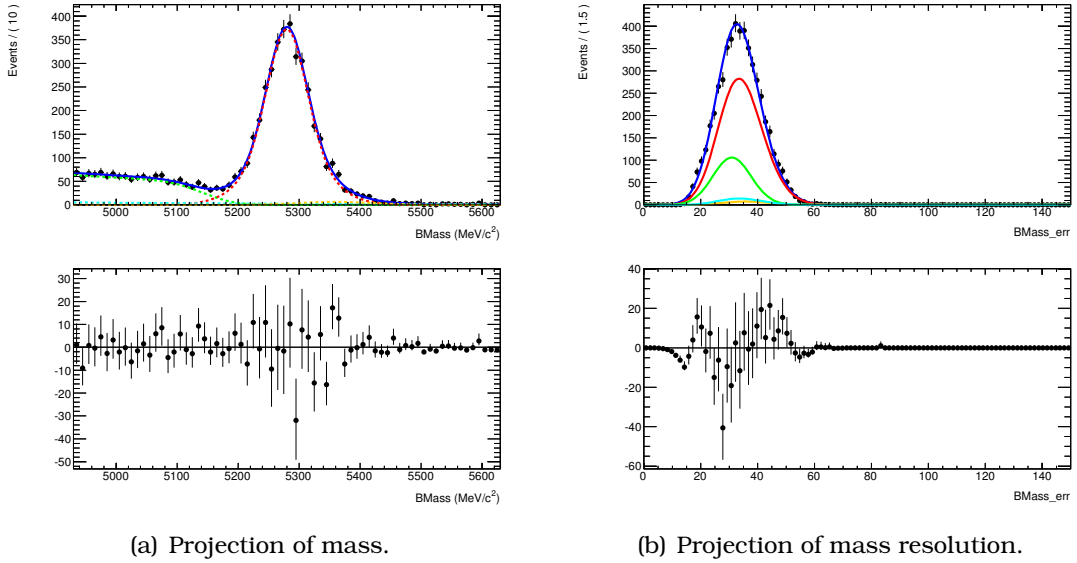 Events / ( 10 )
400
350
300
250
200
150
100
50
0
5000 5100 5200 5300 5400 5500 5600
BMass (MeV/c²)
30
20
10
0
-10
-20
-30
-40
-50
5000 5100 5200 5300 5400 5500 5600
BMass (MeV/c²)
(a) Projection of mass.
Events / ( 1.5 )
400
350
300
250
200
150
100
50
0
0 20 40 60 80 100 120 140
BMass_err
40
20
0
-20
-40
-60
0 20 40 60 80 100 120 140
BMass_err
(b) Projection of mass resolution.